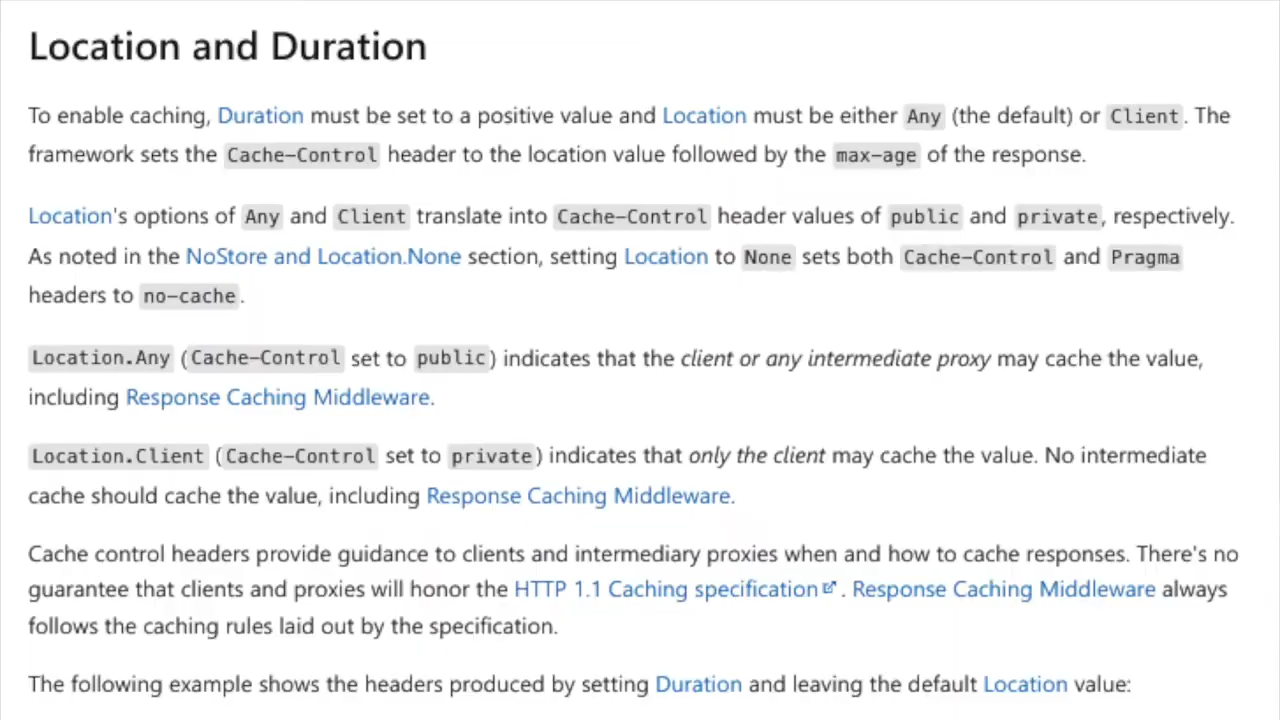 Location and Duration
To enable caching, Duration must be set to a positive value and Location must be either Any (the default) or Client. The
framework sets the Cache-Control header to the location value followed by the max-age of the response.
Location's options of Any and Client translate into Cache-Control header values of public and private, respectively.
As noted in the NoStore and Location.None section, setting Location to None sets both Cache-Control and Pragma
headers to no-cache.
Location.Any (Cache-Control set to public) indicates that the client or any intermediate proxy may cache the value,
including Response Caching Middleware.
Location.Client (Cache-Control set to private) indicates that only the client may cache the value. No intermediate
cache should cache the value, including Response Caching Middleware.
Cache control headers provide guidance to clients and intermediary proxies when and how to cache responses. There's no
guarantee that clients and proxies will honor the HTTP 1.1 Caching specification. Response Caching Middleware always
follows the caching rules laid out by the specification.
The following example shows the headers produced by setting Duration and leaving the default Location value: